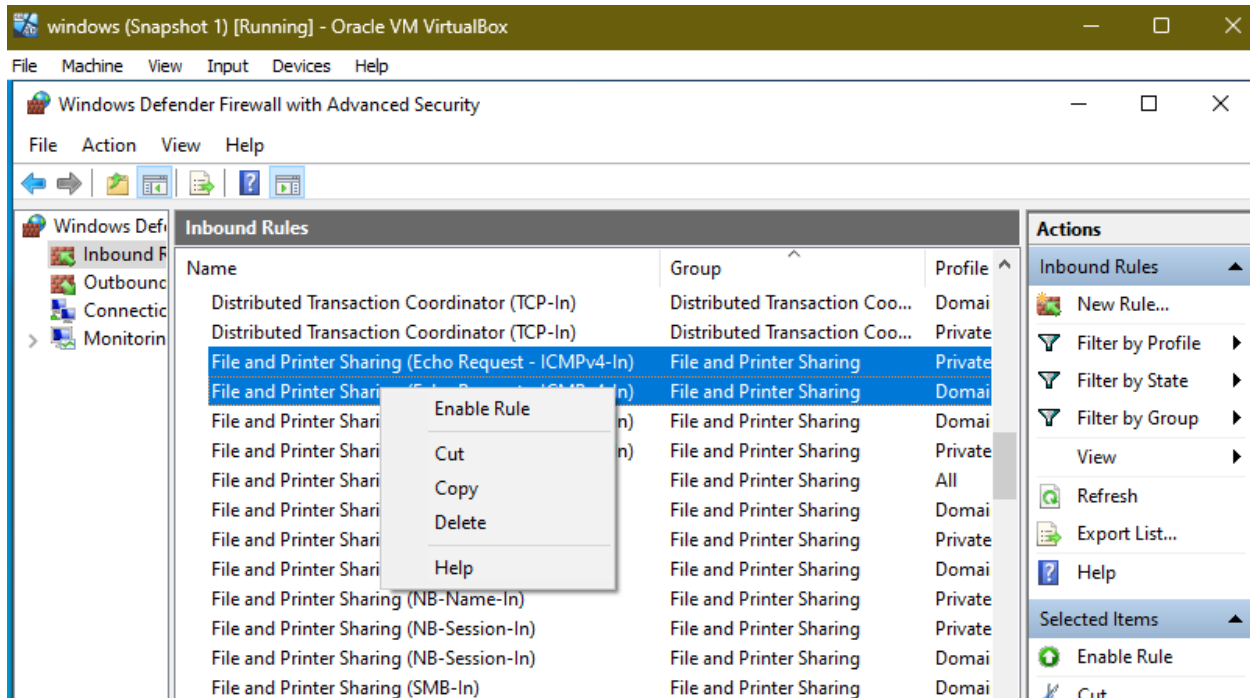 windows (Snapshot 1) [Running] - Oracle VM VirtualBox
File Machine View Input Devices Help
Windows Defender Firewall with Advanced Security
File Action View Help
Windows Def
Inbound R
Outbound
Connectic
Monitorin
Inbound Rules
Name Group Profile
Distributed Transaction Coordinator (TCP-In) Distributed Transaction Coo... Domai
Distributed Transaction Coordinator (TCP-In) Distributed Transaction Coo... Private
File and Printer Sharing (Echo Request - ICMPv4-In) File and Printer Sharing Private
File and Printer Sharin n) File and Printer Sharing Domai
File and Printer Shari n) File and Printer Sharing Domai
File and Printer Shari n) File and Printer Sharing Private
File and Printer Shari File and Printer Sharing All
File and Printer Shari File and Printer Sharing Domai
File and Printer Shari File and Printer Sharing Private
File and Printer Shari File and Printer Sharing Domai
File and Printer Sharing (NB-Name-In) File and Printer Sharing Private
File and Printer Sharing (NB-Session-In) File and Printer Sharing Private
File and Printer Sharing (NB-Session-In) File and Printer Sharing Domai
File and Printer Sharing (SMB-In) File and Printer Sharing Domai
Enable Rule
Cut
Copy
Delete
Help
Actions
Inbound Rules
New Rule...
Filter by Profile
Filter by State
Filter by Group
View
Refresh
Export List...
Help
Selected Items
Enable Rule
Cut